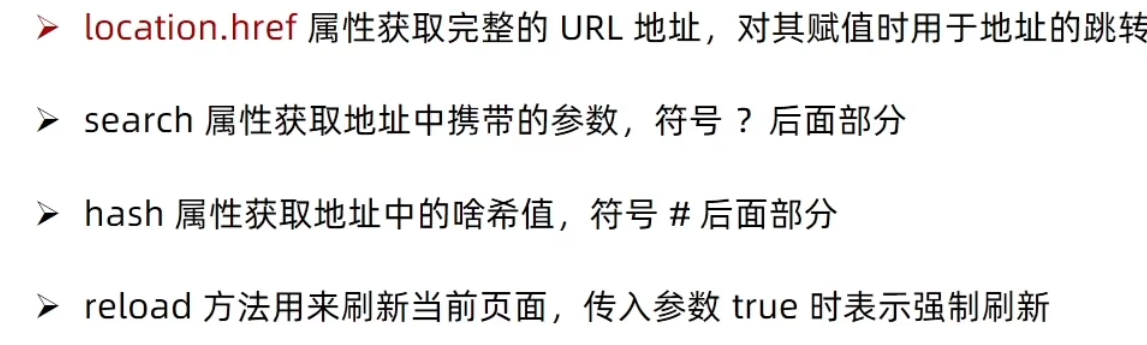 ➢ location.href 属性获取完整的 URL 地址，对其赋值时用于地址的跳转
➢ search 属性获取地址中携带的参数，符号 ？后面部分
➢ hash 属性获取地址中的啥希值，符号 # 后面部分
➢ reload 方法用来刷新当前页面，传入参数 true 时表示强制刷新